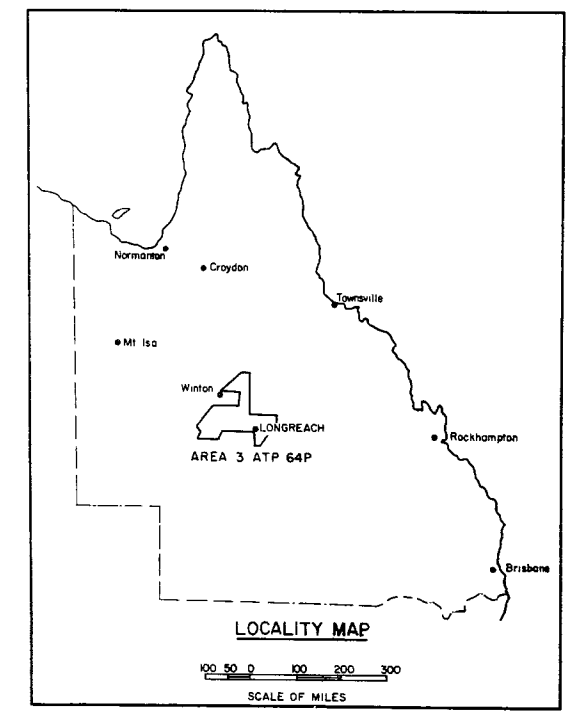 Normanton
Croydon
Townsville
Mt Isa
Winton
LONGREACH
Rockhampton
AREA 3 ATP 64P
Brisbane
LOCALITY MAP
100 50 0 100 200 300
SCALE OF MILES